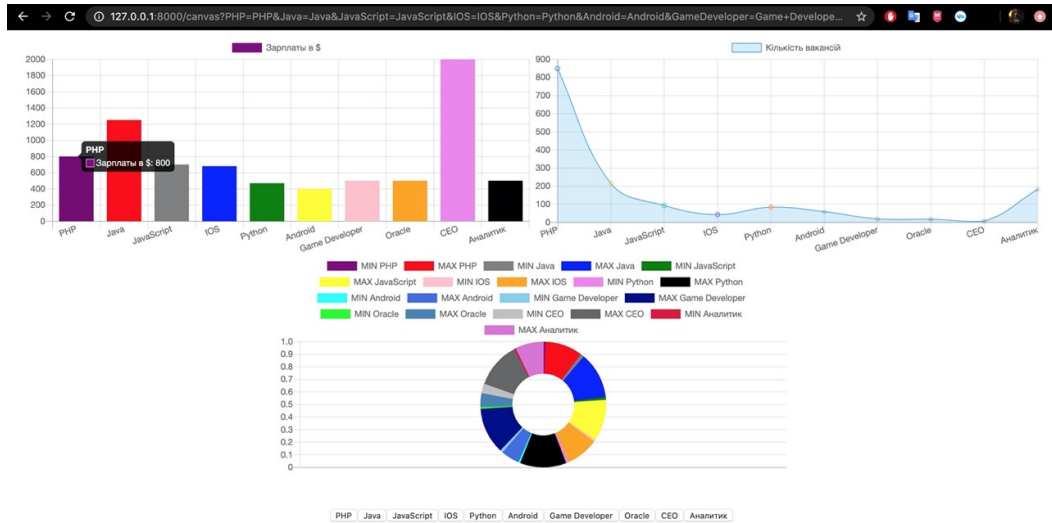 127.0.0.1:8000/canvas?PHP=PHP&Java=Java&JavaScript=JavaScript&IOS=IOS&Python=Python&Android=Android&GameDeveloper=Game+Develope...
Зарплаты в $
2000
1800
1600
1400
1200
1000
800
600
400
200
0
PHP
Зарплаты в $: 800
PHP Java JavaScript IOS Python Android Game Developer Oracle CEO Аналитик
Кількість вакансій
900
800
700
600
500
400
300
200
100
0
PHP Java JavaScript IOS Python Android Game Developer Oracle CEO Аналитик
MIN PHP MAX PHP MIN Java MAX Java MIN JavaScript
MAX JavaScript MIN IOS MAX IOS MIN Python MAX Python
MIN Android MAX Android MIN Game Developer MAX Game Developer
MIN Oracle MAX Oracle MIN CEO MAX CEO MIN Аналитик
MAX Аналитик
1.0
0.9
0.8
0.7
0.6
0.5
0.4
0.3
0.2
0.1
0
PHP Java JavaScript IOS Python Android Game Developer Oracle CEO Аналитик